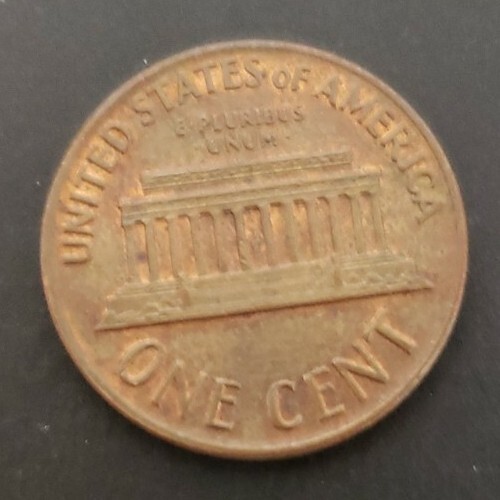 UNITED STATES OF AMERICA
E·PLURIBUS
UNUM
ONE CENT